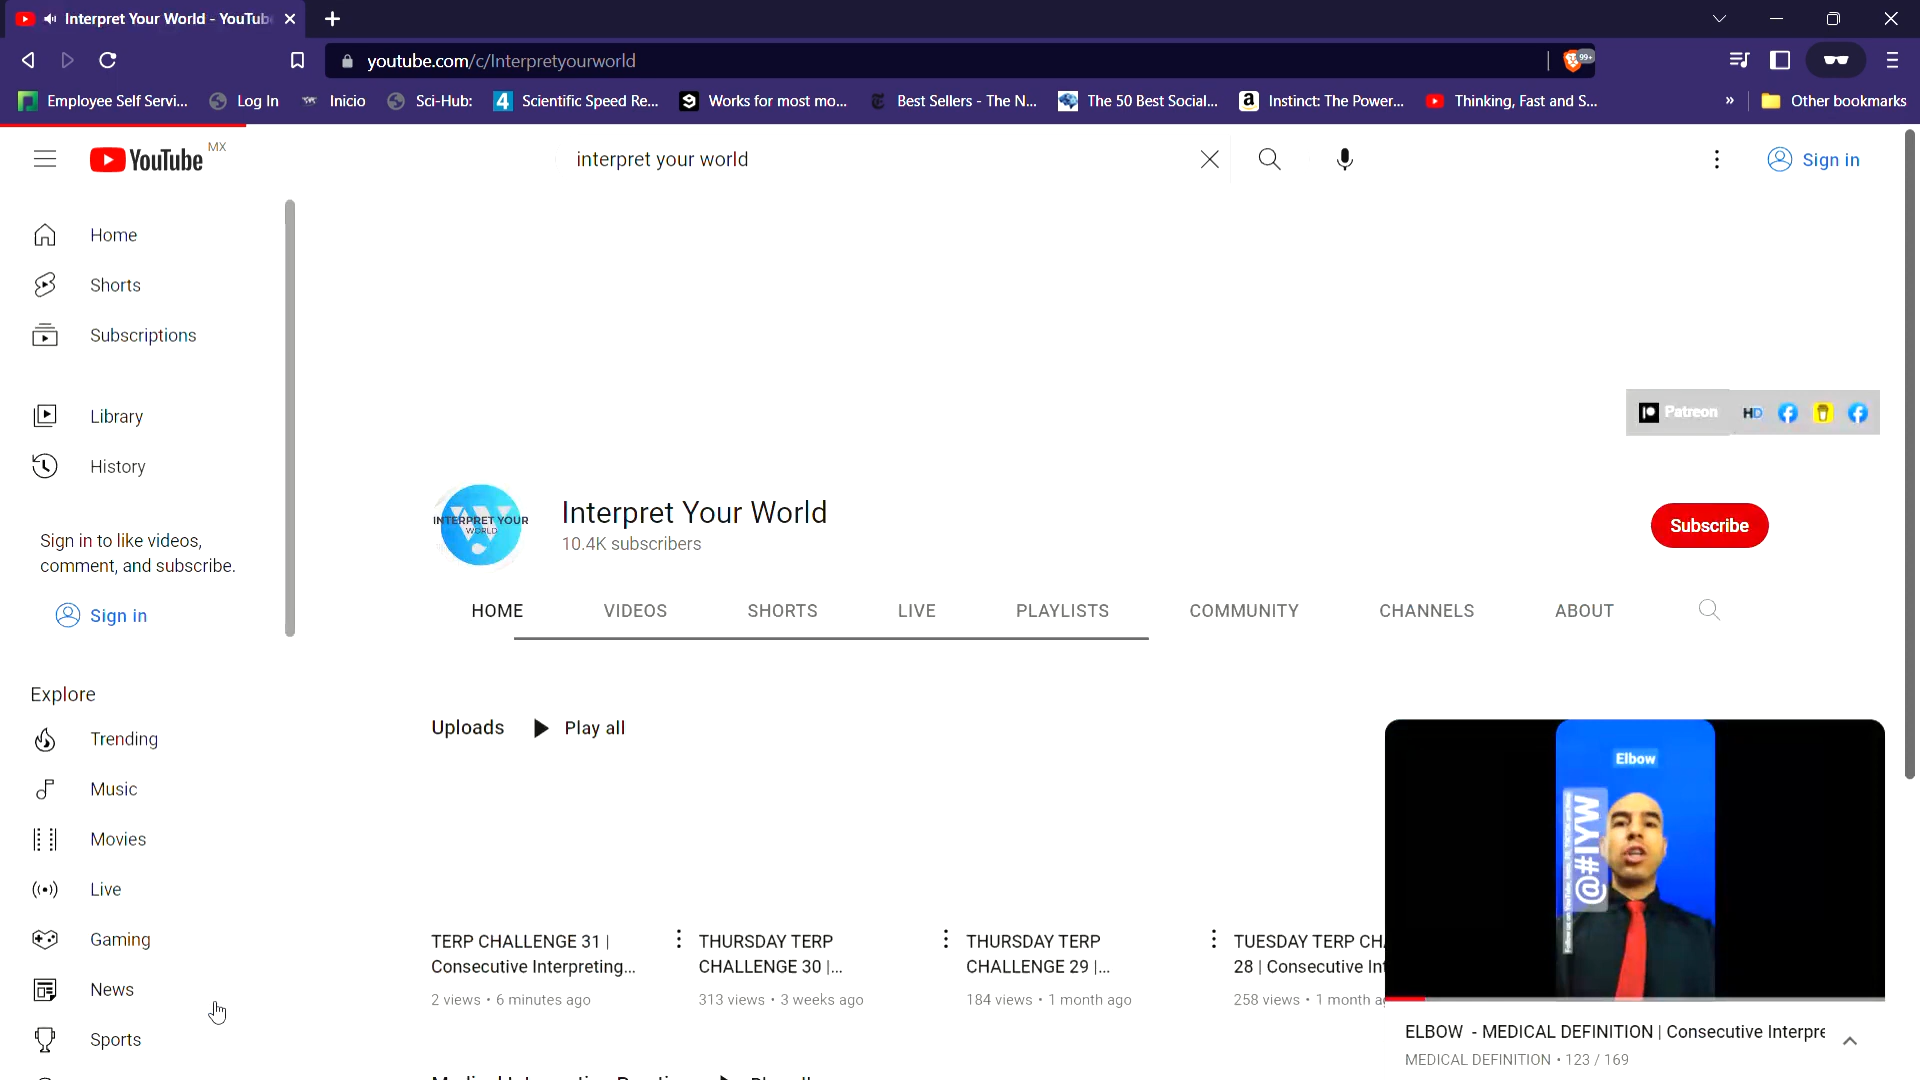 Interpret Your World - YouTub
youtube.com/c/Interpretyourworld
99+
Employee Self Servi...
Log In
Inicio
Sci-Hub:
Scientific Speed Re...
Works for most mo...
Best Sellers - The N...
The 50 Best Social...
Instinct: The Power...
Thinking, Fast and S...
»
Other bookmarks
YouTube MX
interpret your world
Sign in
Home
Shorts
Subscriptions
Library
History
Sign in to like videos,
comment, and subscribe.
Sign in
Explore
Trending
Music
Movies
Live
Gaming
News
Sports
Patreon
HD
INTERPRET YOUR
WORLD
Interpret Your World
10.4K subscribers
Subscribe
HOME
VIDEOS
SHORTS
LIVE
PLAYLISTS
COMMUNITY
CHANNELS
ABOUT
Uploads
Play all
TERP CHALLENGE 31 |
Consecutive Interpreting...
2 views • 6 minutes ago
THURSDAY TERP
CHALLENGE 30 |...
313 views • 3 weeks ago
THURSDAY TERP
CHALLENGE 29 |...
184 views • 1 month ago
TUESDAY TERP CH
28 | Consecutive Int
258 views • 1 month a
Elbow
@#IYW
ELBOW - MEDICAL DEFINITION | Consecutive Interpre
MEDICAL DEFINITION • 123 / 169